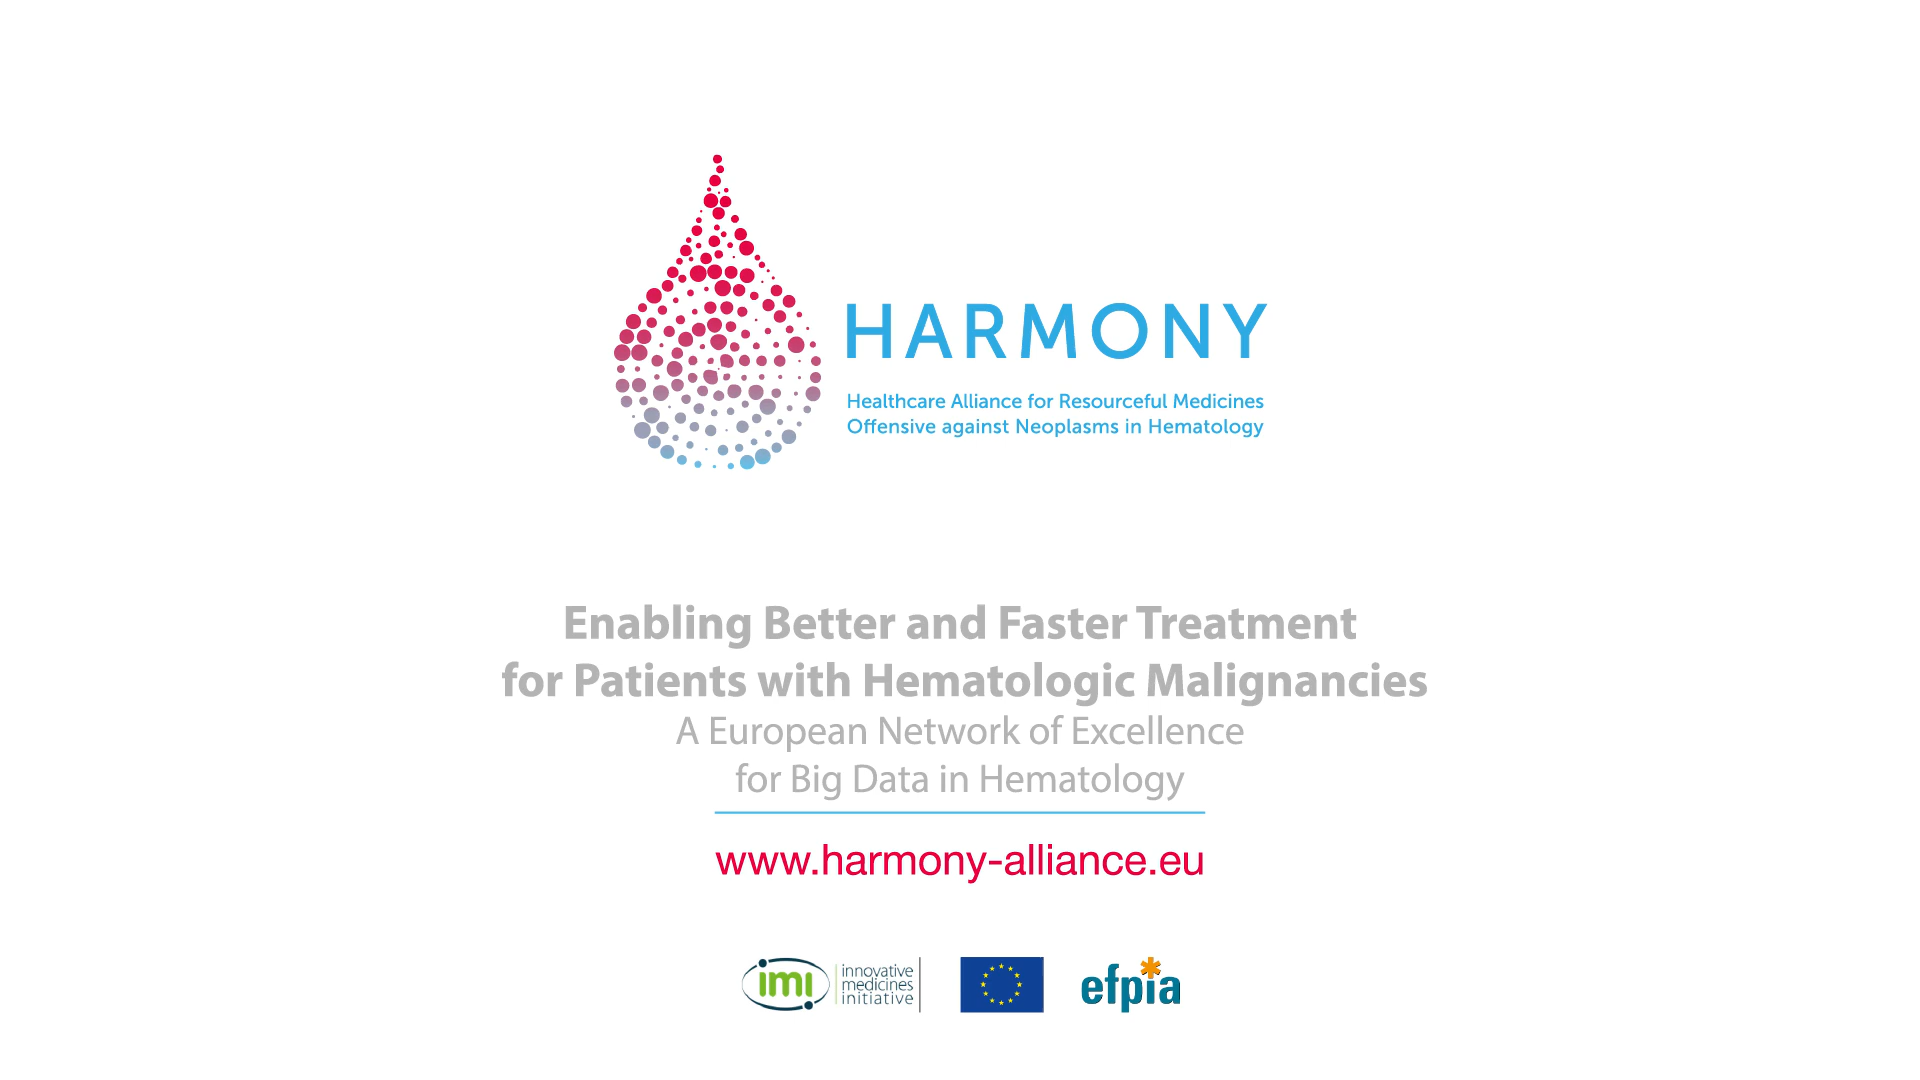 HARMONY
Healthcare Alliance for Resourceful Medicines
Offensive against Neoplasms in Hematology
Enabling Better and Faster Treatment
for Patients with Hematologic Malignancies
A European Network of Excellence
for Big Data in Hematology
www.harmony-alliance.eu
imi
innovative
medicines
initiative
efpia